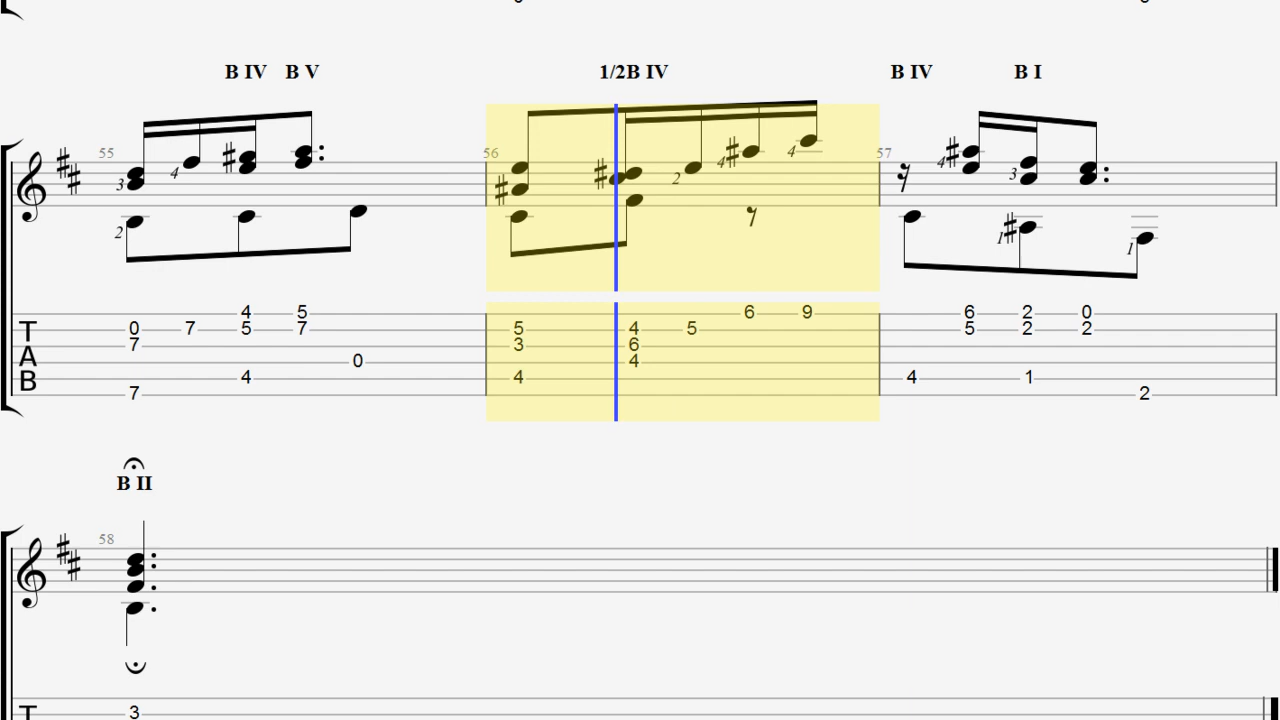 B IV B V 1/2B IV B IV B I
55 56 57
4 4 4
3 4 2 3
2 1 1
4 5 6 9 6 2 0
T 0 7 5 7 5 4 5 5 2 2
7 3 6
A 0 4
B 4 4 4 1
7 2
B II
58
T 3